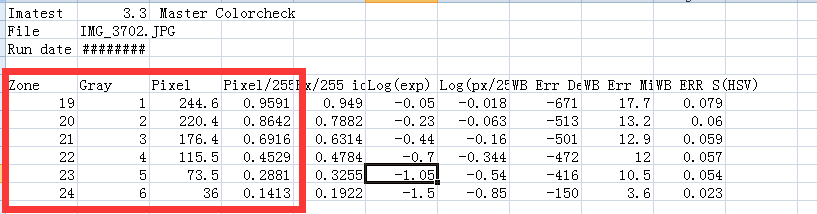 Imatest 3.3 Master Colorcheck
File IMG_3702.JPG
Run date ########
Zone Gray Pixel Pixel/255 Px/255 id Log(exp) Log(px/25 WB Err De WB Err Mi WB ERR S(HSV)
19 1 244.6 0.9591 0.949 -0.05 -0.018 -671 17.7 0.079
20 2 220.4 0.8642 0.7882 -0.23 -0.063 -513 13.2 0.06
21 3 176.4 0.6916 0.6314 -0.44 -0.16 -501 12.9 0.059
22 4 115.5 0.4529 0.4784 -0.7 -0.344 -472 12 0.057
23 5 73.5 0.2881 0.3255 -1.05 -0.54 -416 10.5 0.054
24 6 36 0.1413 0.1922 -1.5 -0.85 -150 3.6 0.023